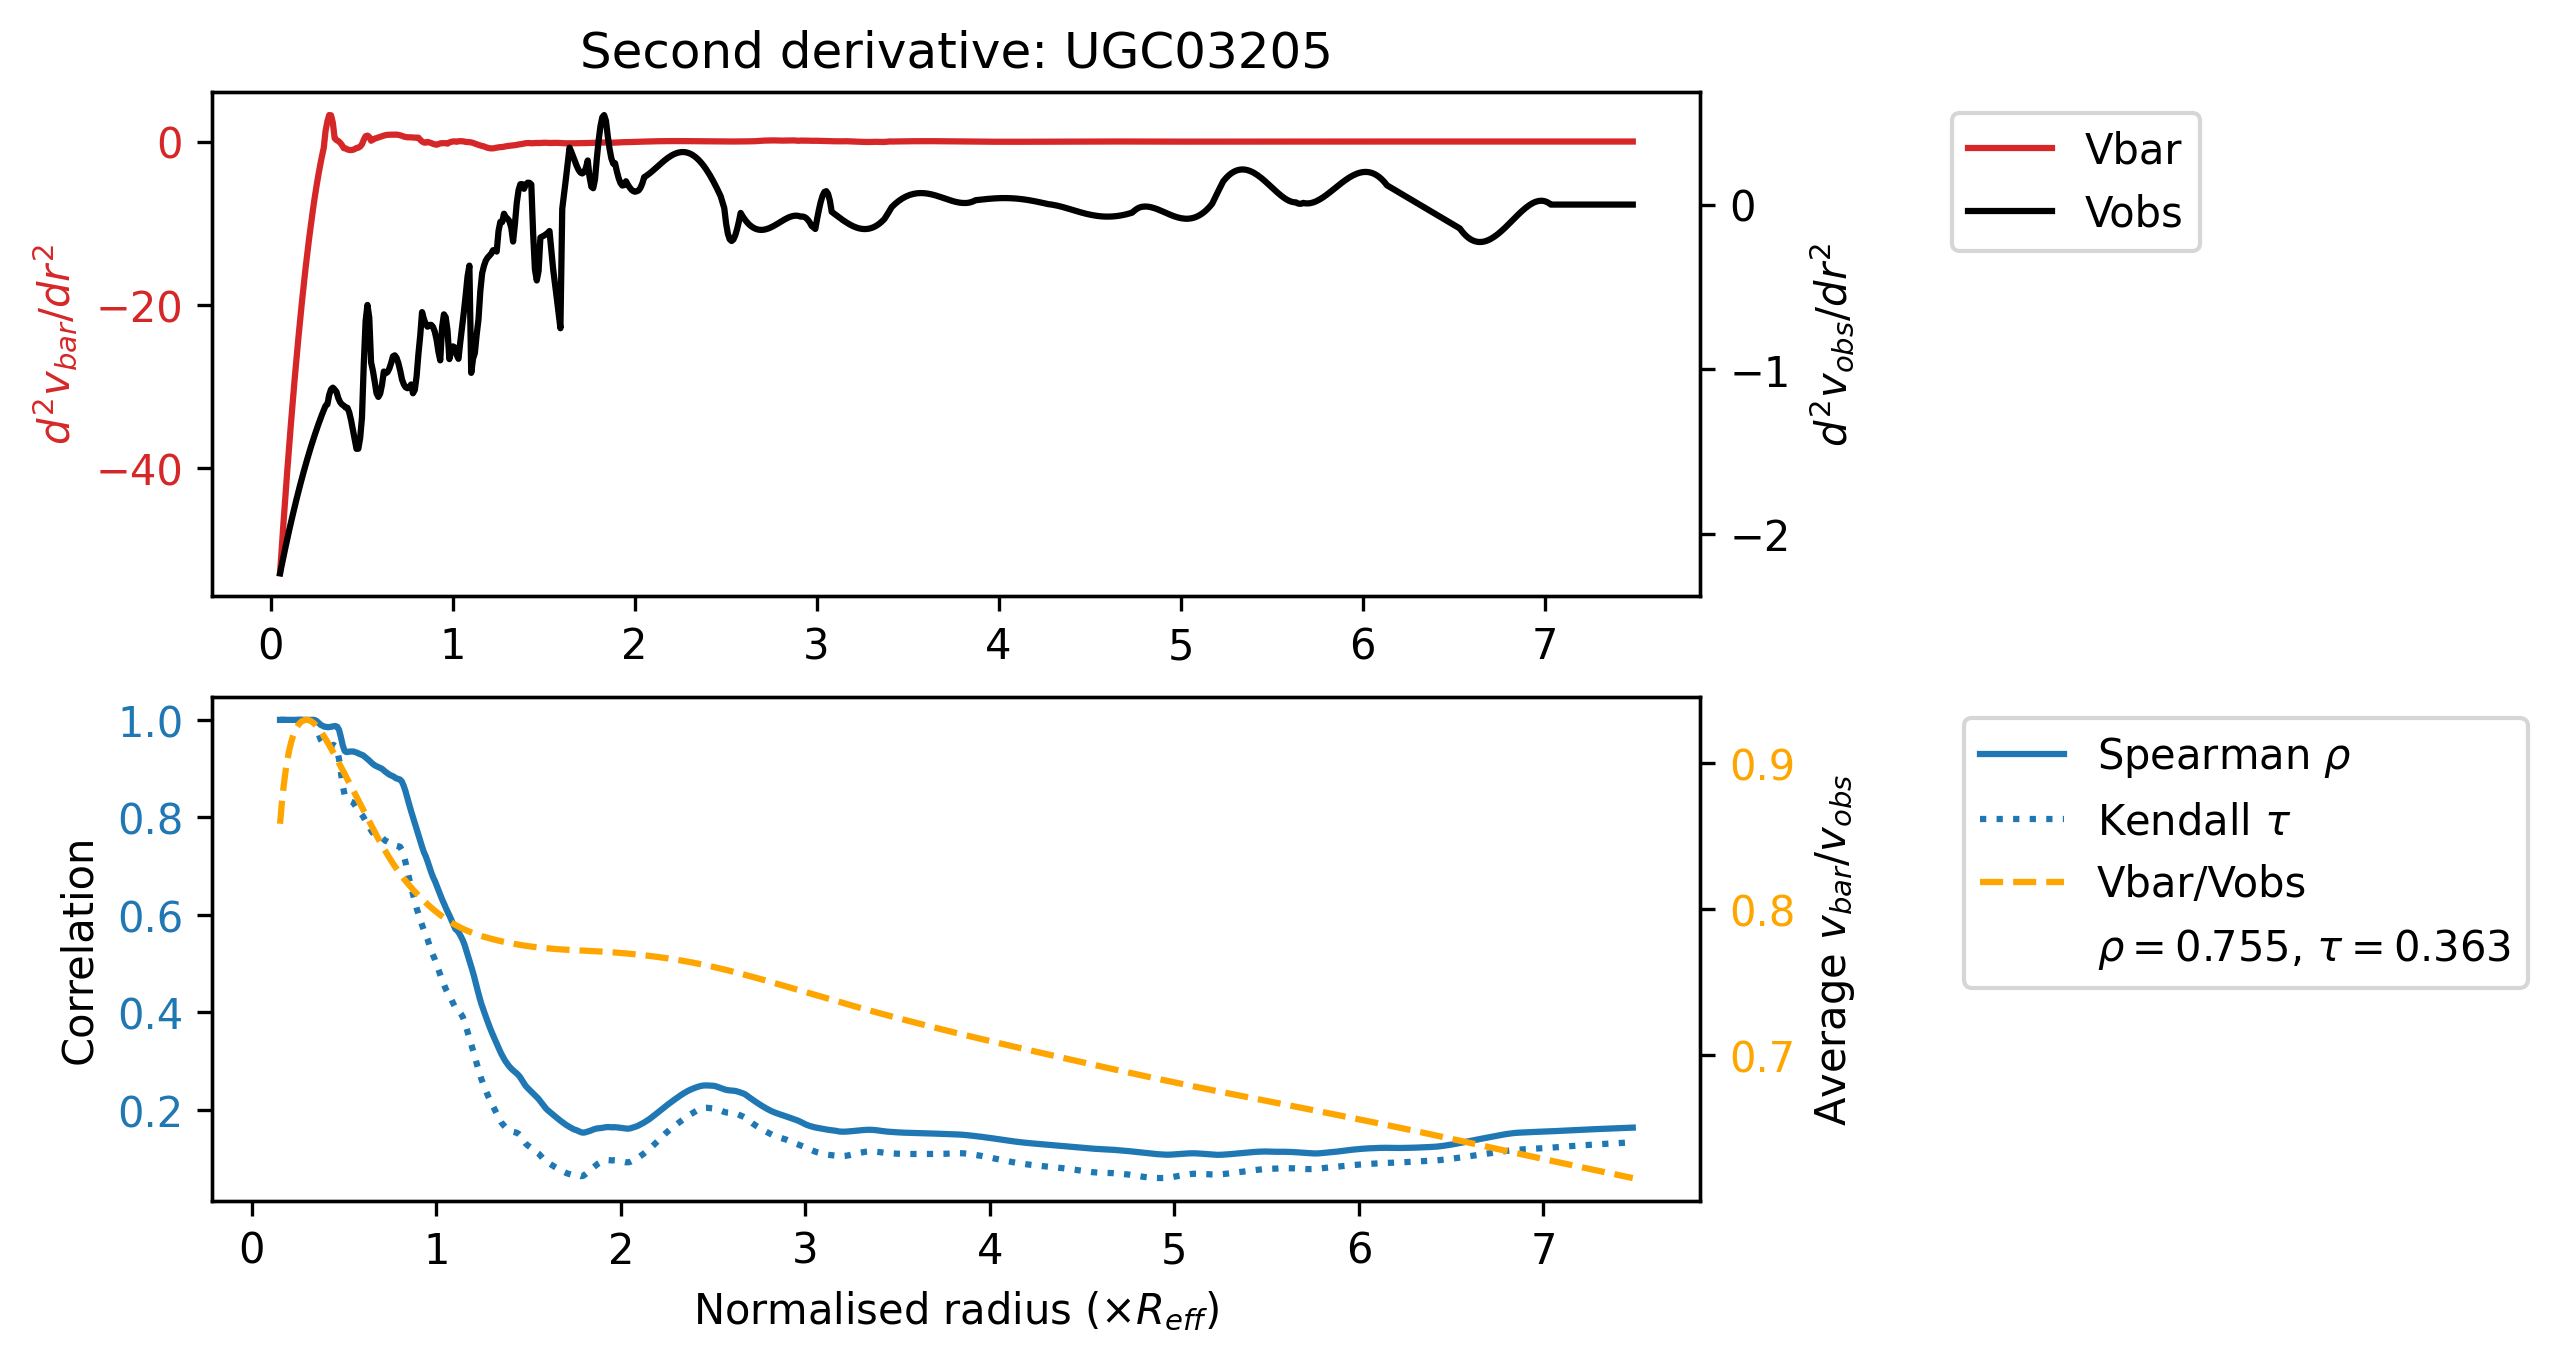 Second derivative: UGC03205
0
−20
−40
d²v_bar/dr²
0
−1
−2
d²v_obs/dr²
0 1 2 3 4 5 6 7
Vbar
Vobs
1.0
0.8
0.6
0.4
0.2
Correlation
0.9
0.8
0.7
Average v_bar/v_obs
0 1 2 3 4 5 6 7
Normalised radius (×R_eff)
Spearman ρ
Kendall τ
Vbar/Vobs
ρ = 0.755, τ = 0.363